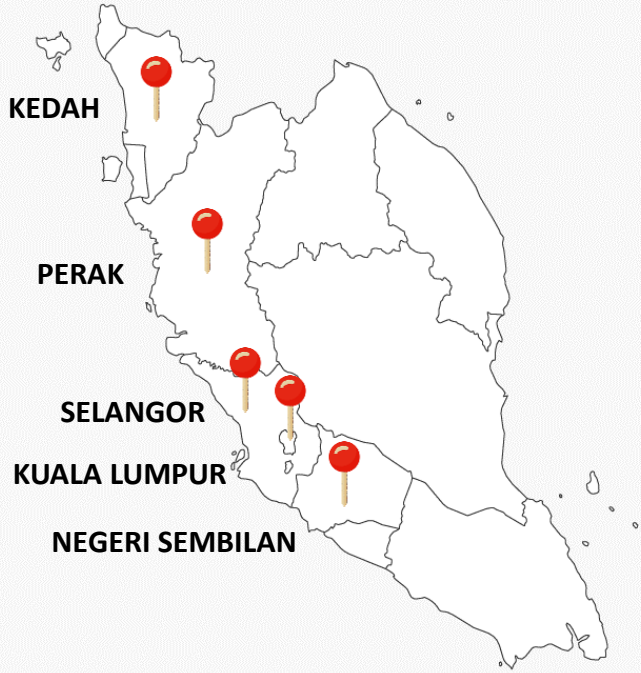 KEDAH
PERAK
SELANGOR
KUALA LUMPUR
NEGERI SEMBILAN